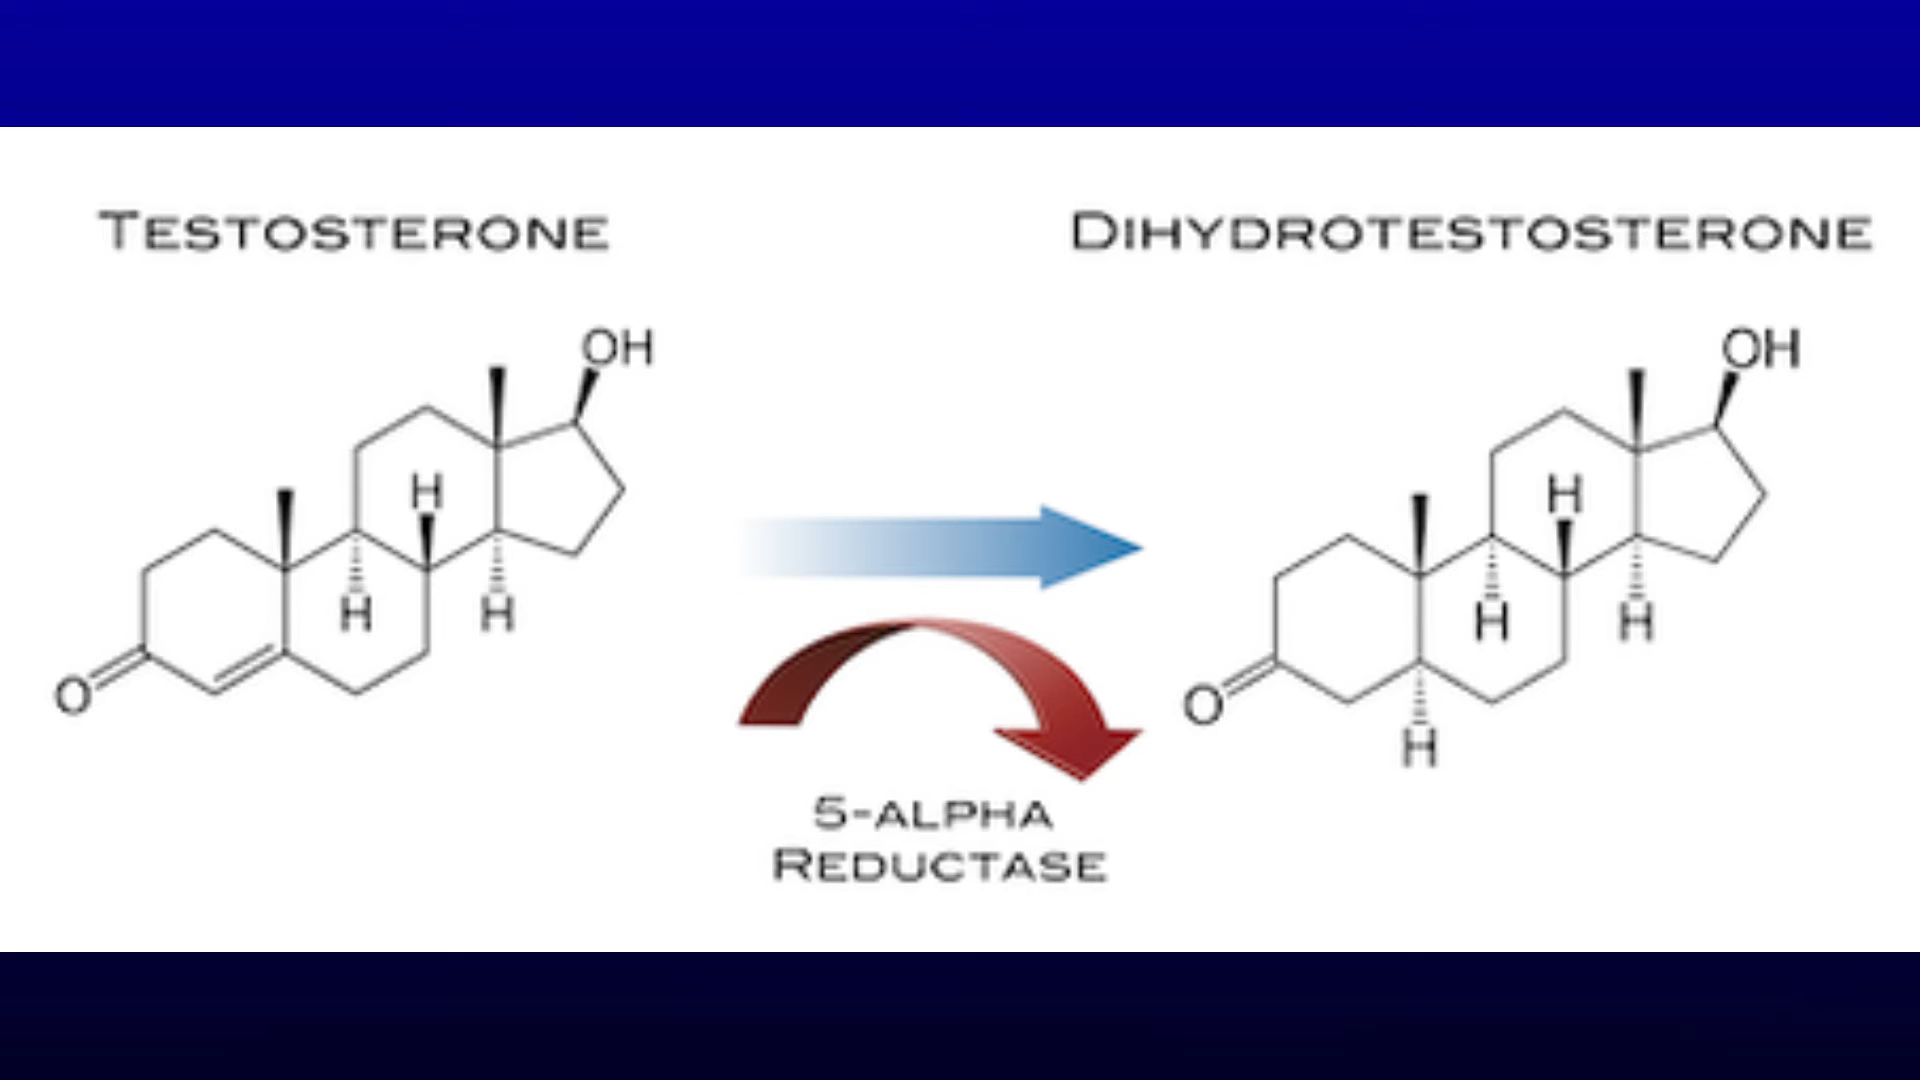 TESTOSTERONE
DIHYDROTESTOSTERONE
OH
H
H
H
O
OH
H
H
H
O
H
5-ALPHA
REDUCTASE